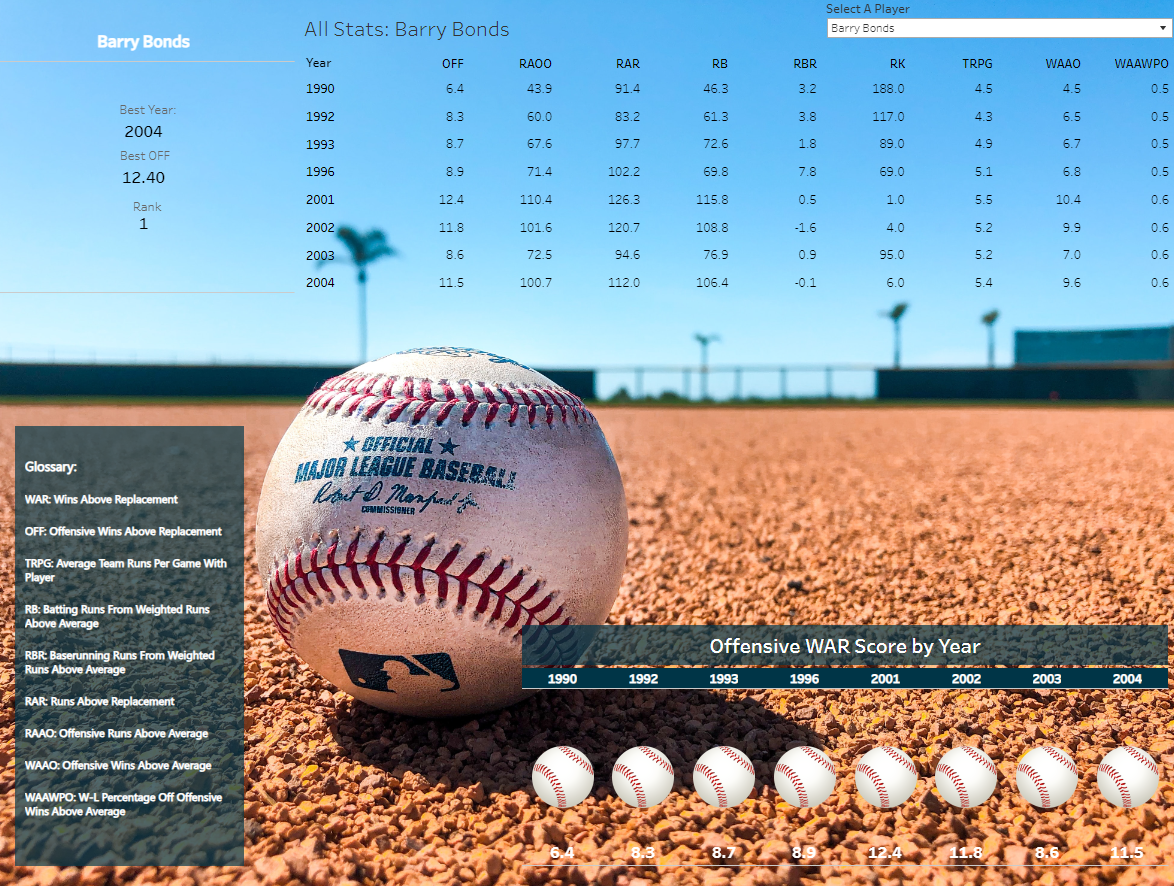 Barry Bonds
Best Year:
2004
Best OFF
12.40
Rank
1
All Stats: Barry Bonds
Select A Player
Barry Bonds
Year OFF RAOO RAR RB RBR RK TRPG WAAO WAAWPO
1990 6.4 43.9 91.4 46.3 3.2 188.0 4.5 4.5 0.5
1992 8.3 60.0 83.2 61.3 3.8 117.0 4.3 6.5 0.5
1993 8.7 67.6 97.7 72.6 1.8 89.0 4.9 6.7 0.5
1996 8.9 71.4 102.2 69.8 7.8 69.0 5.1 6.8 0.5
2001 12.4 110.4 126.3 115.8 0.5 1.0 5.5 10.4 0.6
2002 11.8 101.6 120.7 108.8 -1.6 4.0 5.2 9.9 0.6
2003 8.6 72.5 94.6 76.9 0.9 95.0 5.2 7.0 0.6
2004 11.5 100.7 112.0 106.4 -0.1 6.0 5.4 9.6 0.6
OFFICIAL
MAJOR LEAGUE BASEBALL
Robert D. Manfred Jr.
COMMISSIONER
Glossary:
WAR: Wins Above Replacement
OFF: Offensive Wins Above Replacement
TRPG: Average Team Runs Per Game With
Player
RB: Batting Runs From Weighted Runs
Above Average
RBR: Baserunning Runs From Weighted
Runs Above Average
RAR: Runs Above Replacement
RAAO: Offensive Runs Above Average
WAAO: Offensive Wins Above Average
WAAWPO: W-L Percentage Off Offensive
Wins Above Average
Offensive WAR Score by Year
1990 1992 1993 1996 2001 2002 2003 2004
6.4 8.3 8.7 8.9 12.4 11.8 8.6 11.5